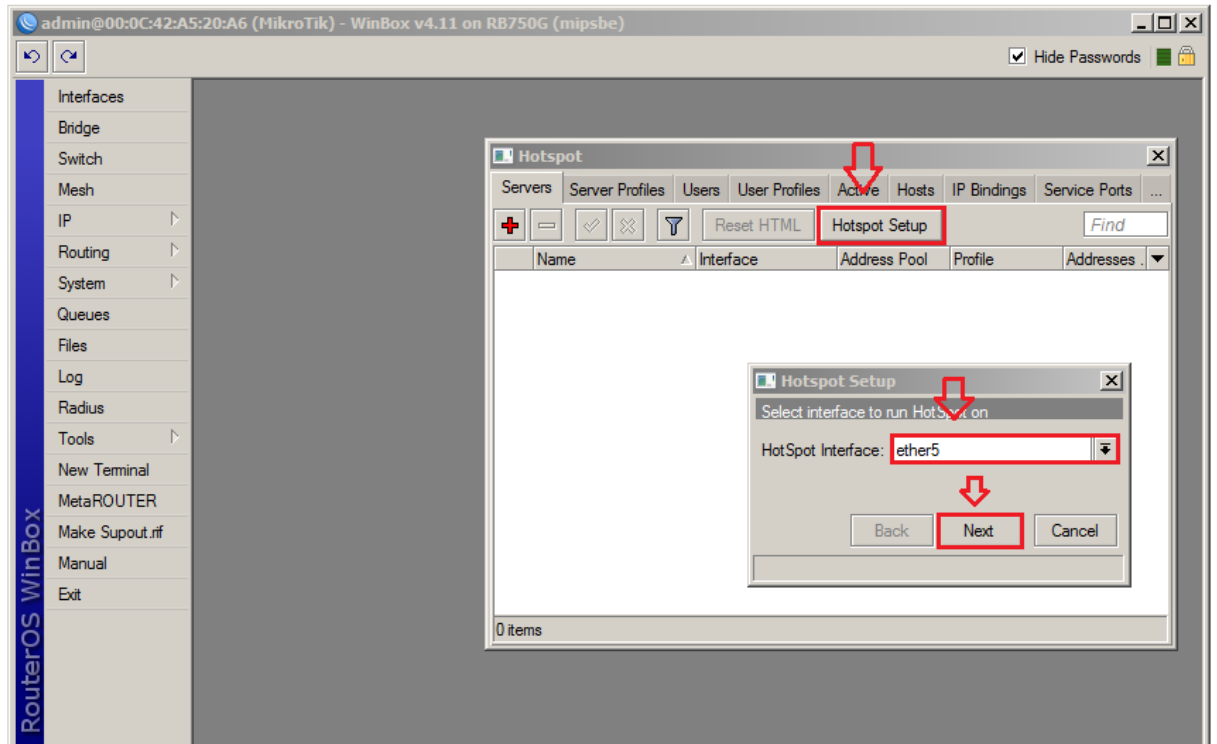 admin@00:0C:42:A5:20:A6 (MikroTik) - WinBox v4.11 on RB750G (mipsbe)
Hide Passwords
Interfaces
Bridge
Switch
Mesh
IP
Routing
System
Queues
Files
Log
Radius
Tools
New Terminal
MetaROUTER
Make Supout.rif
Manual
Exit
RouterOS WinBox
Hotspot
Servers Server Profiles Users User Profiles Active Hosts IP Bindings Service Ports ...
Reset HTML Hotspot Setup Find
Name Interface Address Pool Profile Addresses .
Hotspot Setup
Select interface to run HotSpot on
HotSpot Interface: ether5
Back Next Cancel
0 items